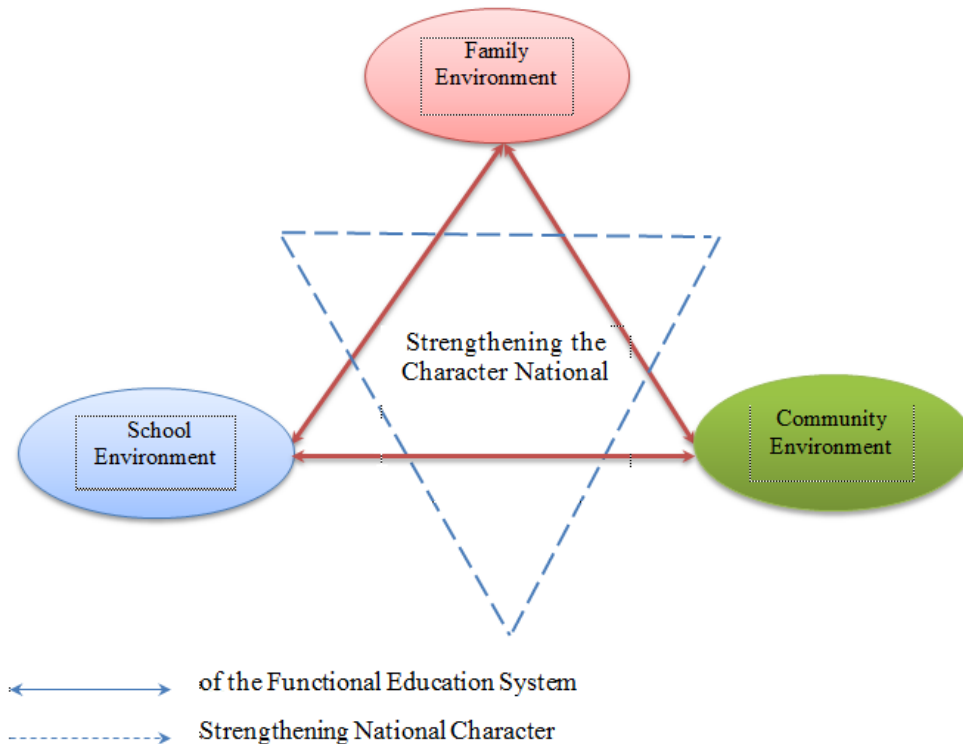 Family
Environment
Strengthening the
Character National
School
Environment
Community
Environment
of the Functional Education System
Strengthening National Character